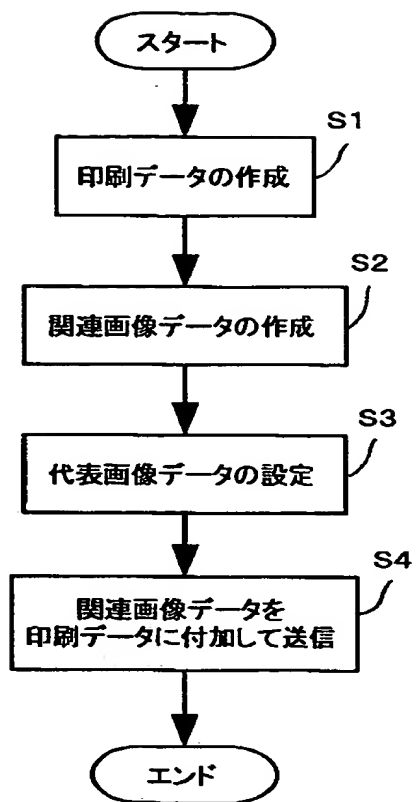 スタート
S1
印刷データの作成
S2
関連画像データの作成
S3
代表画像データの設定
S4
関連画像データを
印刷データに付加して送信
エンド